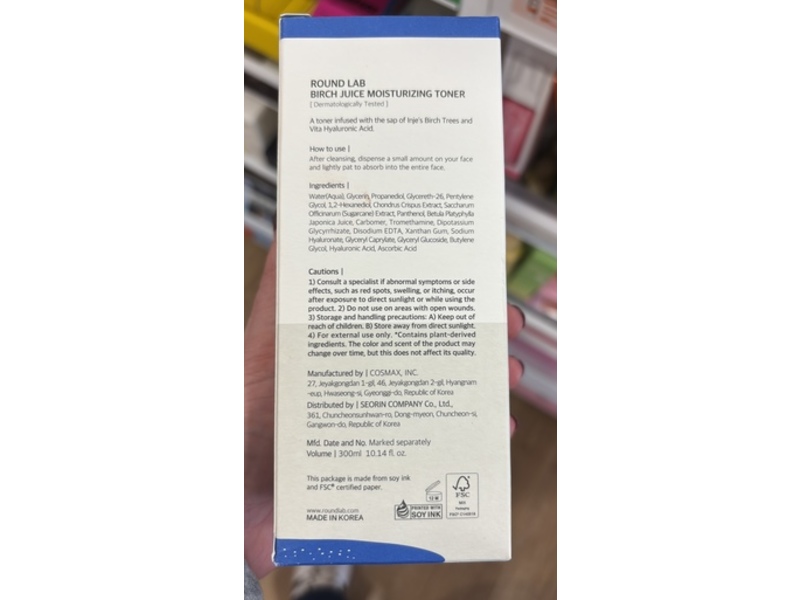 ROUND LAB
BIRCH JUICE MOISTURIZING TONER
[ Dermatologically Tested ]
A toner infused with the sap of Inje's Birch Trees and
Vita Hyaluronic Acid.
How to use |
After cleansing, dispense a small amount on your face
and lightly pat to absorb into the entire face.
Ingredients |
Water(Aqua), Glycerin, Propanediol, Glycereth-26, Pentylene
Glycol, 1,2-Hexanediol, Chondrus Crispus Extract, Saccharum
Officinarum (Sugarcane) Extract, Panthenol, Betula Platyphylla
Japonica Juice, Carbomer, Tromethamine, Dipotassium
Glycyrrhizate, Disodium EDTA, Xanthan Gum, Sodium
Hyaluronate, Glyceryl Caprylate, Glyceryl Glucoside, Butylene
Glycol, Hyaluronic Acid, Ascorbic Acid
Cautions |
1) Consult a specialist if abnormal symptoms or side
effects, such as red spots, swelling, or itching, occur
after exposure to direct sunlight or while using the
product. 2) Do not use on areas with open wounds.
3) Storage and handling precautions: A) Keep out of
reach of children. B) Store away from direct sunlight.
4) For external use only. *Contains plant-derived
ingredients. The color and scent of the product may
change over time, but this does not affect its quality.
Manufactured by | COSMAX, INC.
27, Jeyakgongdan 1-gil, 46, Jeyakgongdan 2-gil, Hyangnam
-eup, Hwaseong-si, Gyeonggi-do, Republic of Korea
Distributed by | SEORIN COMPANY Co., Ltd.,
361, Chuncheonsunhwan-ro, Dong-myeon, Chuncheon-si,
Gangwon-do, Republic of Korea
Mfd. Date and No. Marked separately
Volume | 300ml 10.14 fl. oz.
This package is made from soy ink
and FSC® certified paper.
12 M
FSC
MIX
PRINTED WITH
SOY INK
www.roundlab.com
MADE IN KOREA